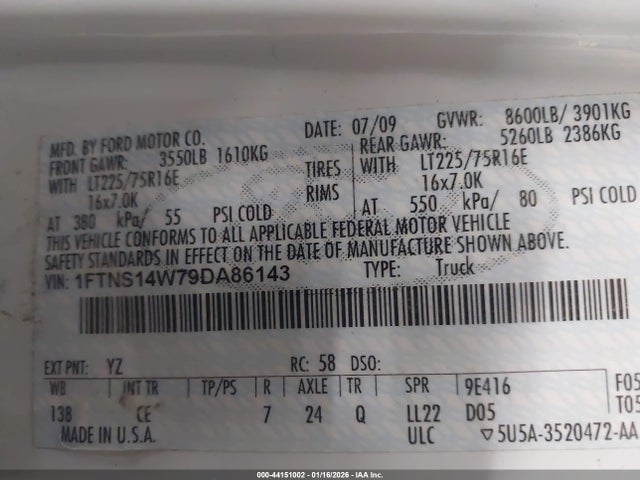 DATE: 07/09 GVWR: 8600LB/ 3901KG
MFD. BY FORD MOTOR CO.
FRONT GAWR: 3550LB 1610KG REAR GAWR: 5260LB 2386KG
WITH LT225/75R16E TIRES WITH LT225/75R16E
16x7.0K RIMS 16x7.0K
AT 380 kPa/ 55 PSI COLD AT 550 kPa/ 80 PSI COLD
THIS VEHICLE CONFORMS TO ALL APPLICABLE FEDERAL MOTOR VEHICLE
SAFETY STANDARDS IN EFFECT ON THE DATE OF MANUFACTURE SHOWN ABOVE.
VIN: 1FTNS14W79DA86143 TYPE: Truck
EXT PNT: YZ RC: 58 DSO:
WB INT TR TP/PS R AXLE TR SPR 9E416 F05
138 CE 7 24 Q LL22 D05 T05
MADE IN U.S.A. ULC ▽5U5A-3520472-AA
000-44151002 - 01/16/2026 - IAA Inc.